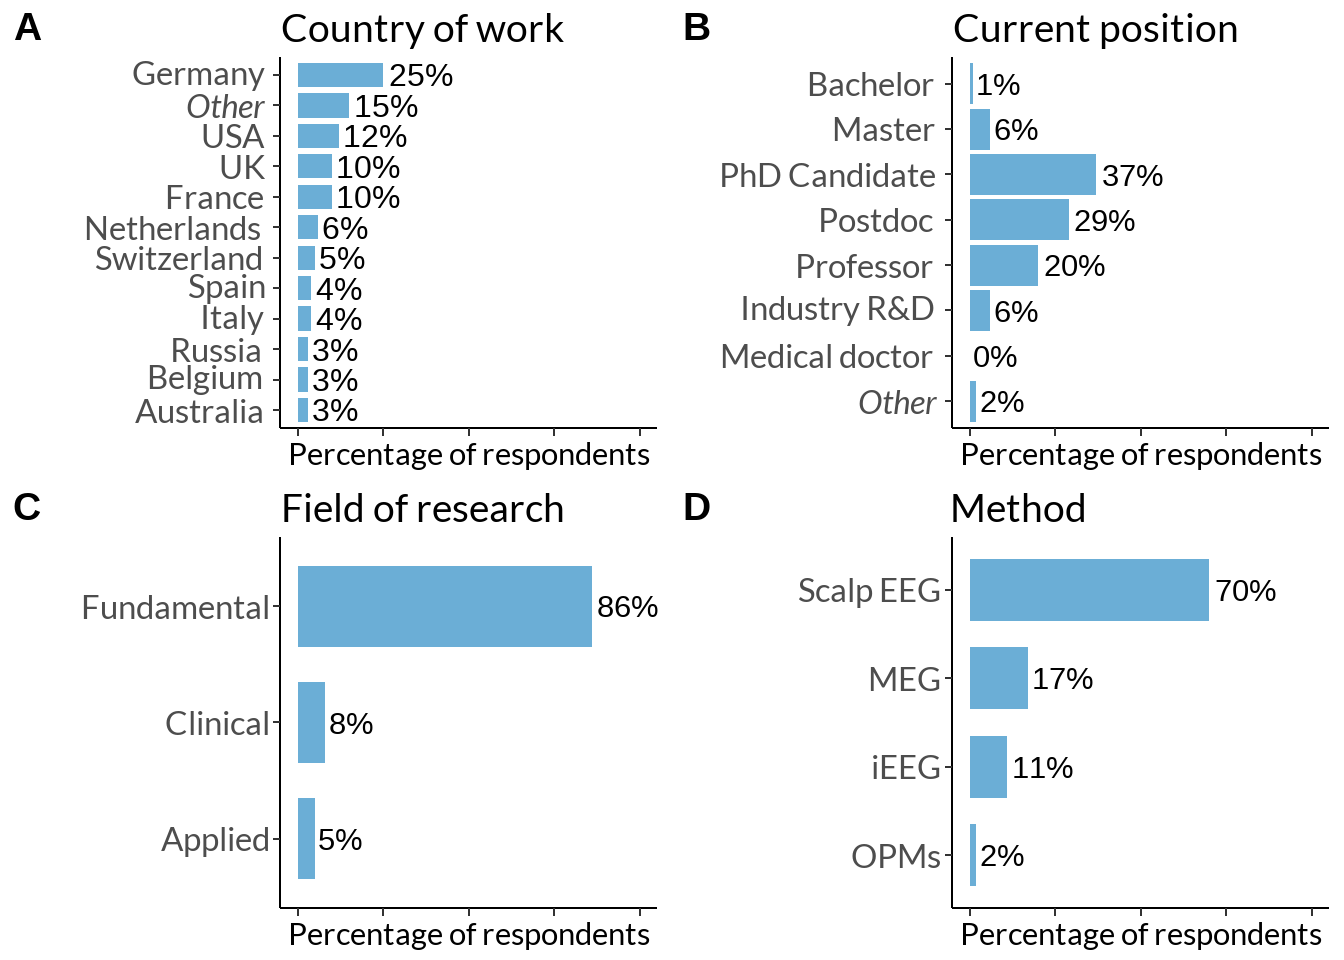 A Country of work
Germany 25%
Other 15%
USA 12%
UK 10%
France 10%
Netherlands 6%
Switzerland 5%
Spain 4%
Italy 4%
Russia 3%
Belgium 3%
Australia 3%
Percentage of respondents
B Current position
Bachelor 1%
Master 6%
PhD Candidate 37%
Postdoc 29%
Professor 20%
Industry R&D 6%
Medical doctor 0%
Other 2%
Percentage of respondents
C Field of research
Fundamental 86%
Clinical 8%
Applied 5%
Percentage of respondents
D Method
Scalp EEG 70%
MEG 17%
iEEG 11%
OPMs 2%
Percentage of respondents